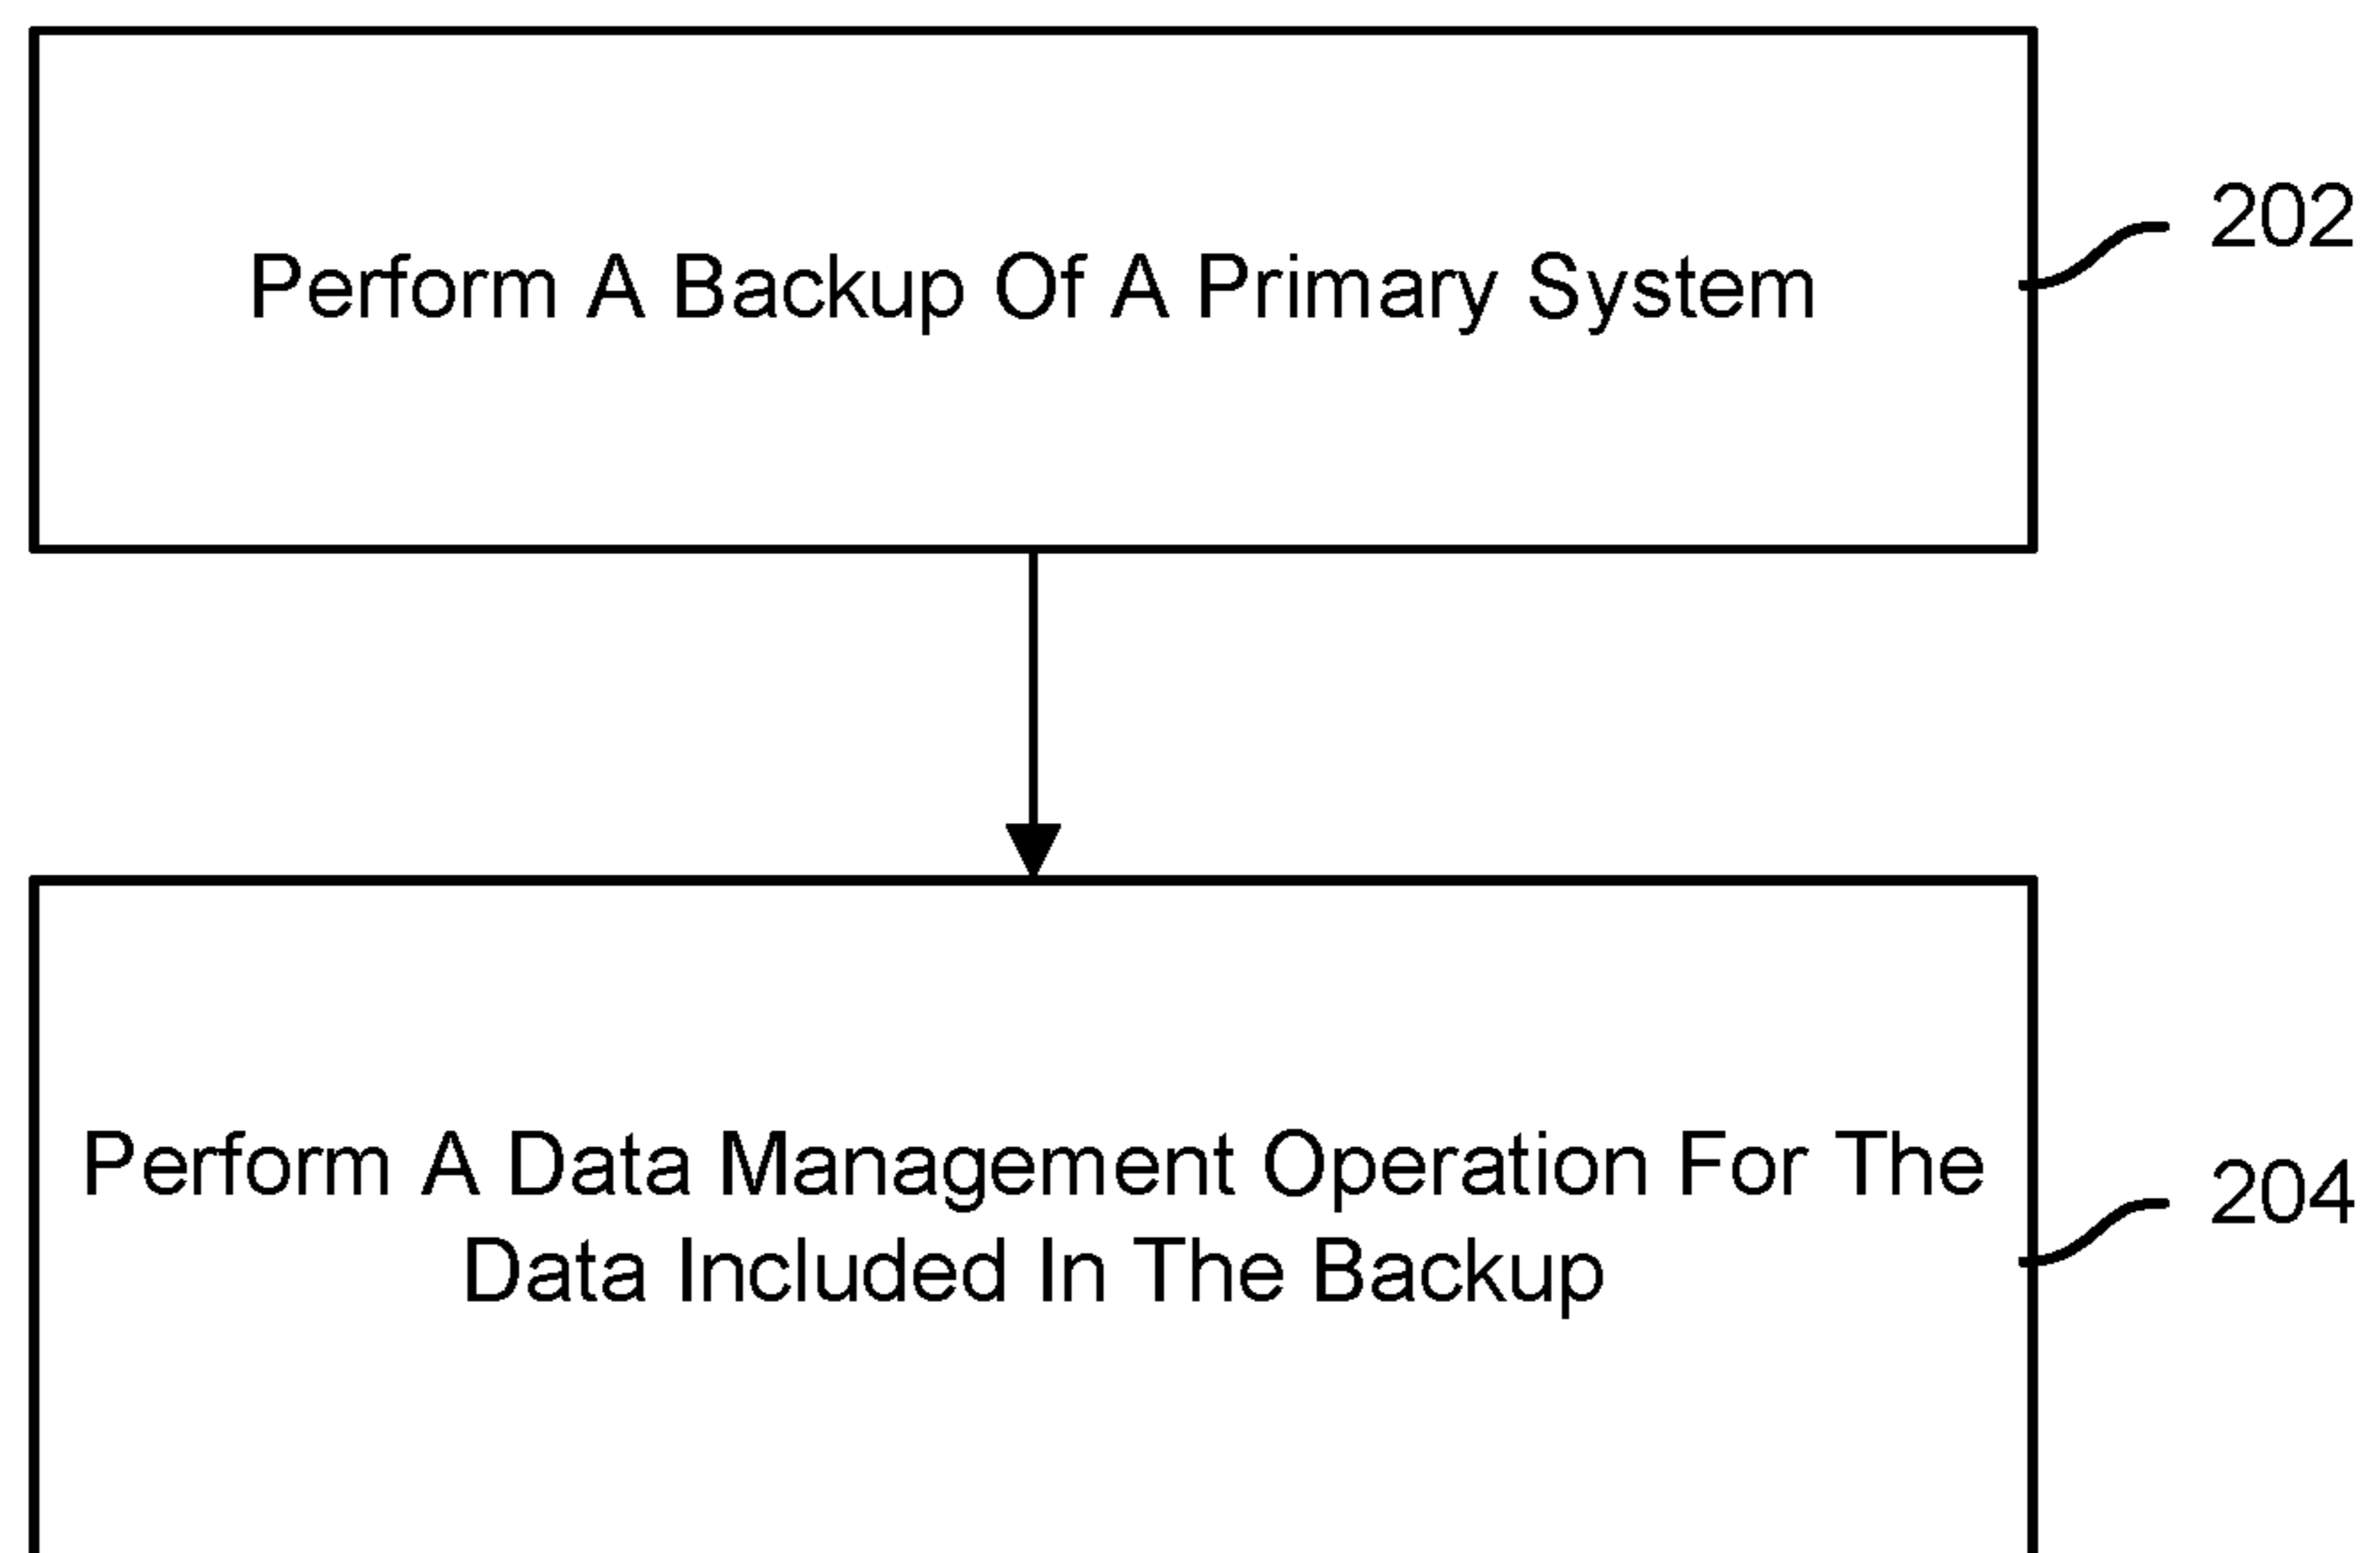 Perform A Backup Of A Primary System
202
Perform A Data Management Operation For The
Data Included In The Backup
204